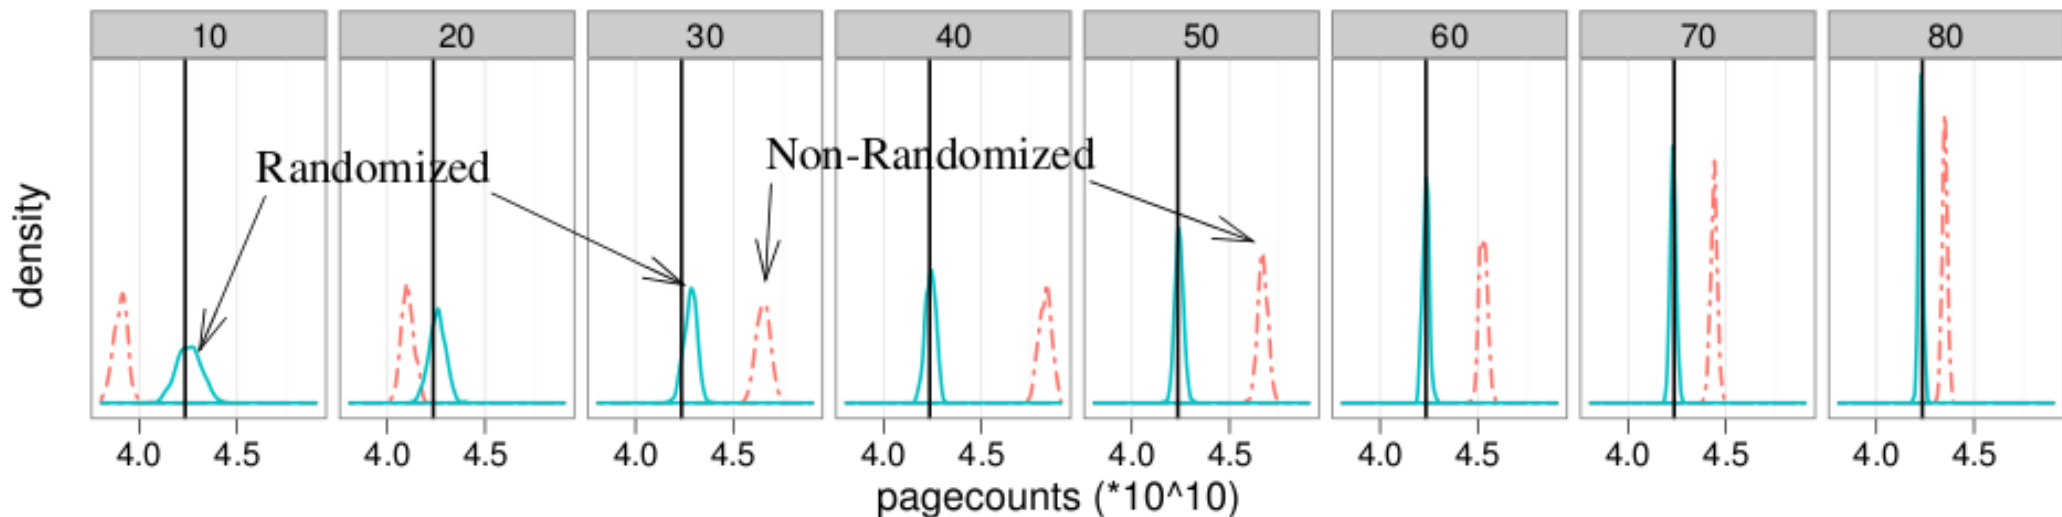 10 20 30 40 50 60 70 80
Randomized Non-Randomized
density
4.0 4.5 4.0 4.5 4.0 4.5 4.0 4.5 4.0 4.5 4.0 4.5 4.0 4.5 4.0 4.5
pagecounts (*10^10)